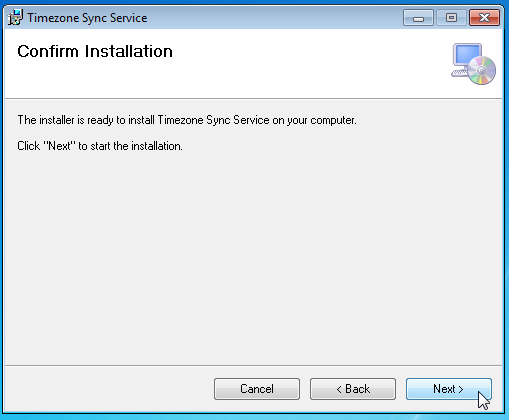 Timezone Sync Service
Confirm Installation
The installer is ready to install Timezone Sync Service on your computer.
Click "Next" to start the installation.
Cancel
< Back
Next >